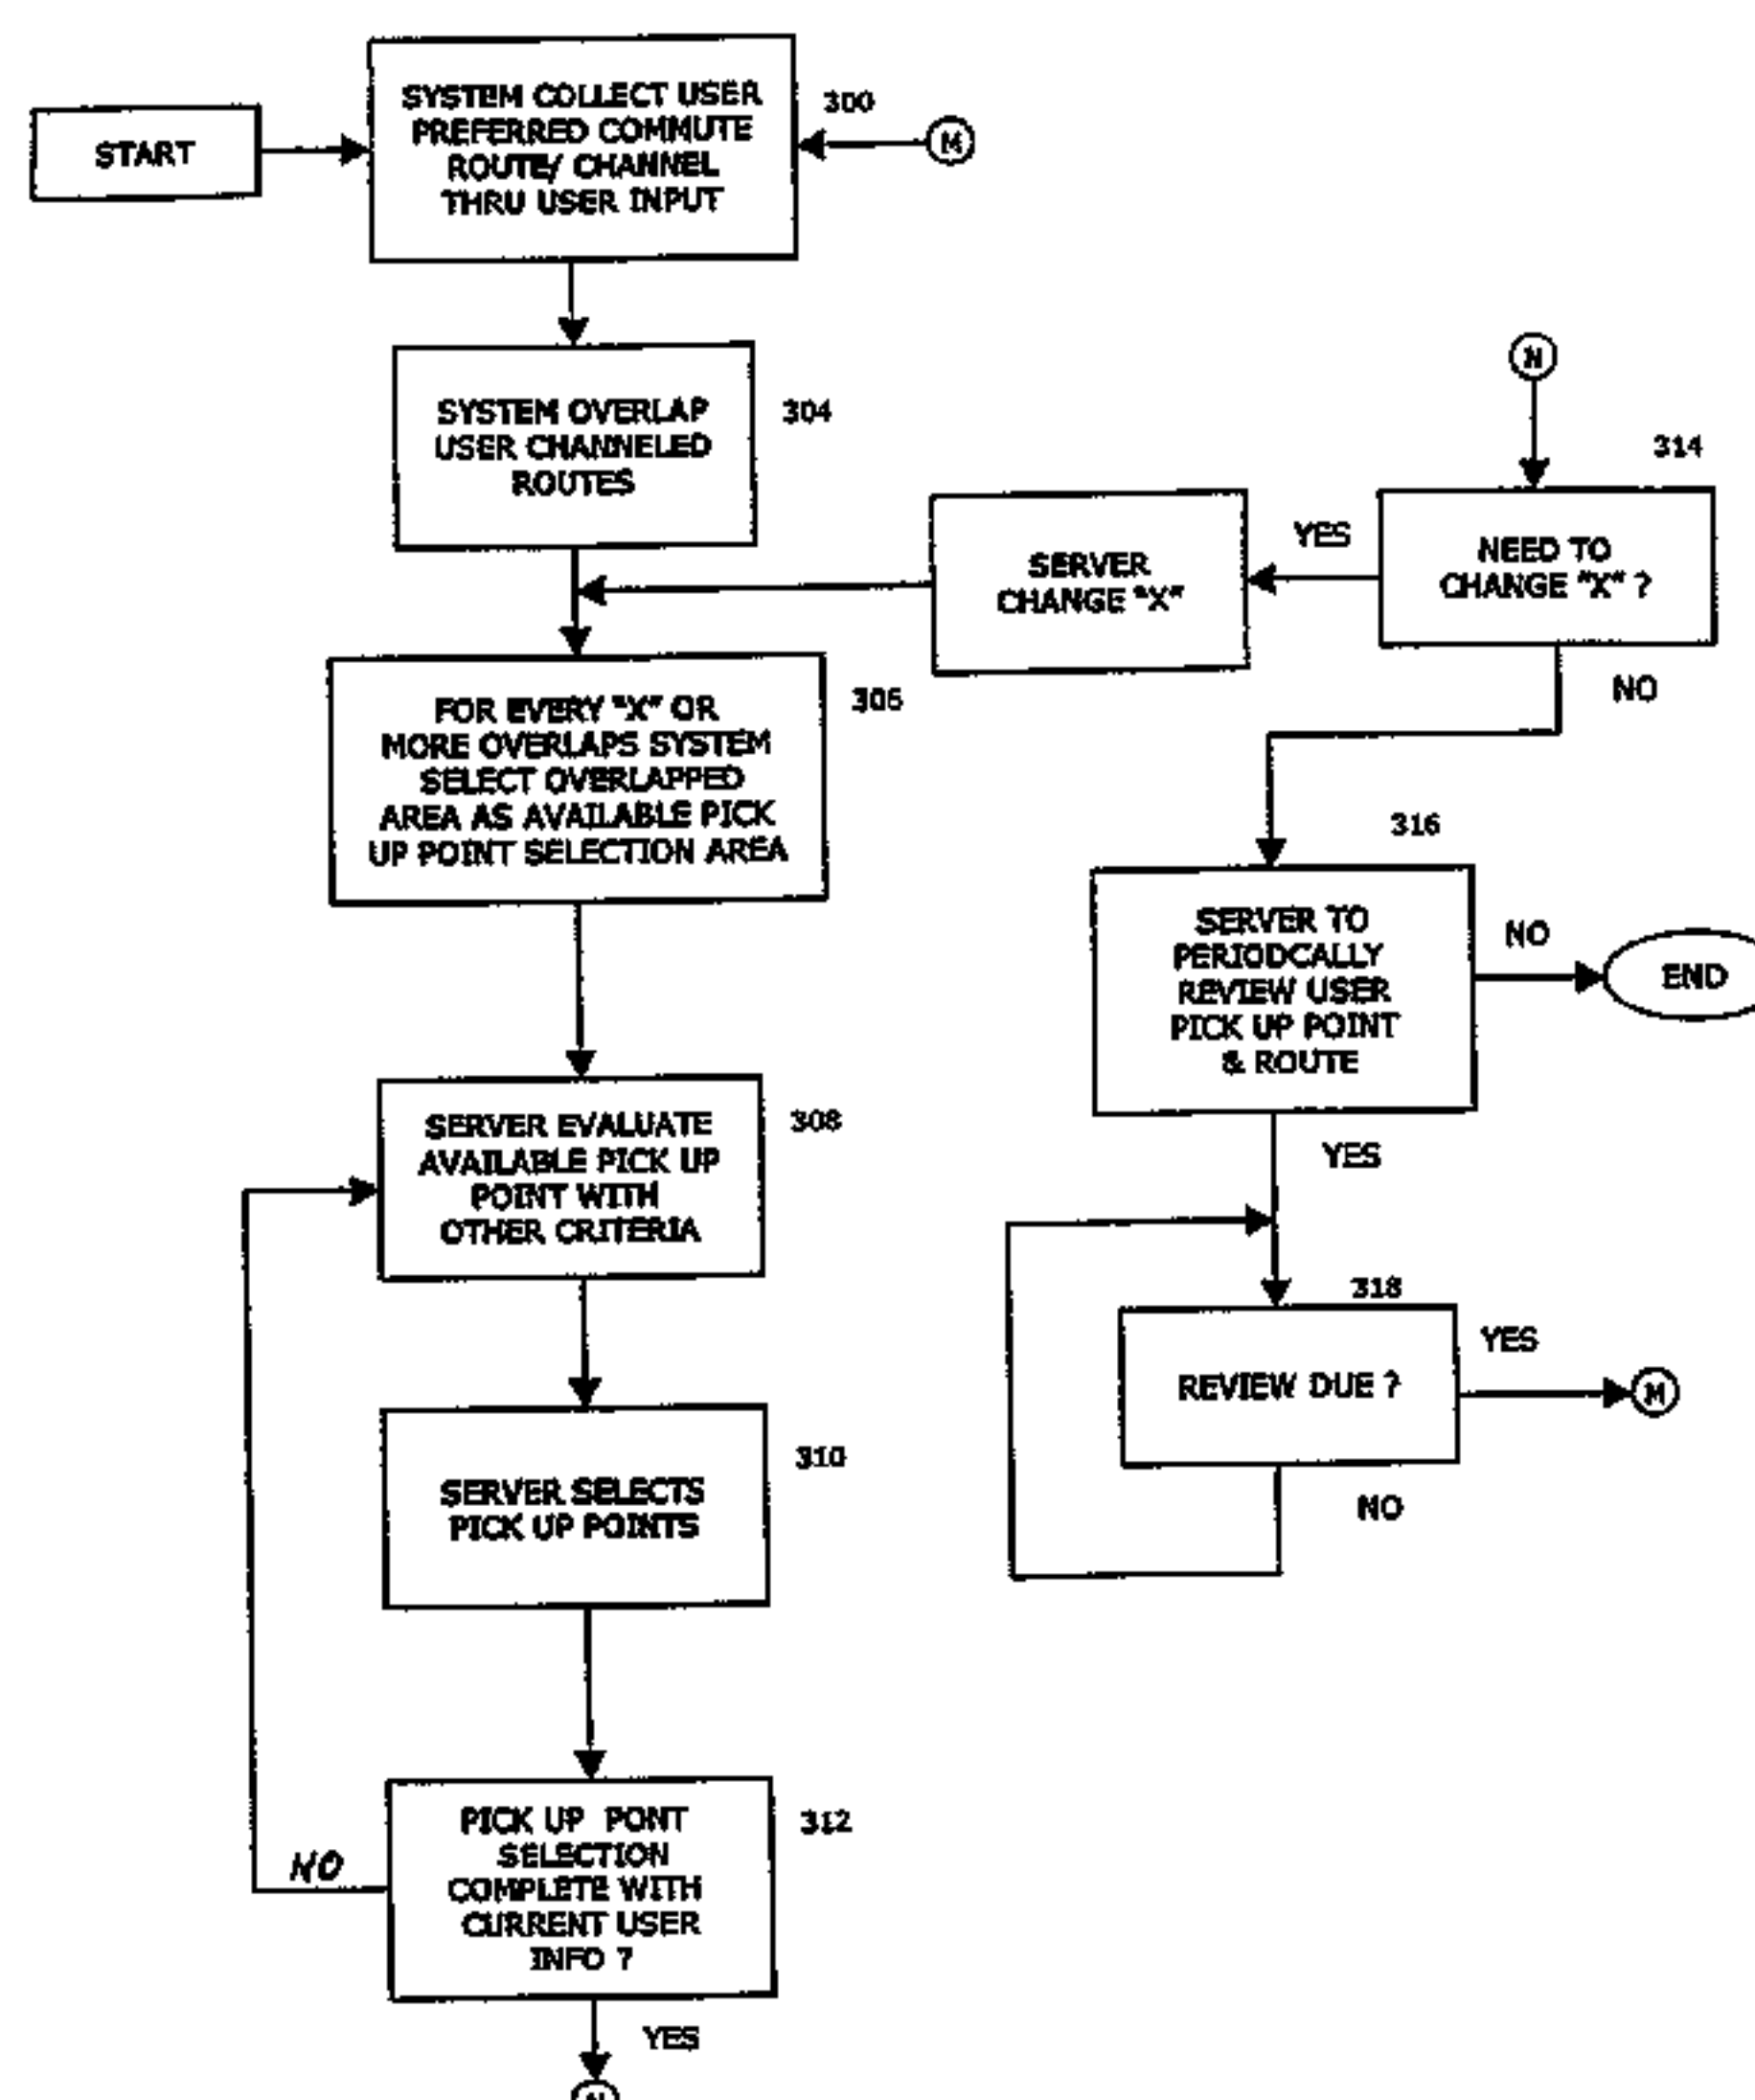 START
SYSTEM COLLECT USER
PREFERRED COMMUTE
ROUTE/ CHANNEL
THRU USER INPUT
300
M
SYSTEM OVERLAP
USER CHANNELED
ROUTES
304
N
314
NEED TO
CHANGE "X" ?
YES
SERVER
CHANGE "X"
NO
FOR EVERY "X" OR
MORE OVERLAPS SYSTEM
SELECT OVERLAPPED
AREA AS AVAILABLE PICK
UP POINT SELECTION AREA
306
316
SERVER TO
PERIODCALLY
REVIEW USER
PICK UP POINT
& ROUTE
NO
END
YES
SERVER EVALUATE
AVAILABLE PICK UP
POINT WITH
OTHER CRITERIA
308
318
REVIEW DUE ?
YES
M
NO
SERVER SELECTS
PICK UP POINTS
310
PICK UP PONT
SELECTION
COMPLETE WITH
CURRENT USER
INFO ?
312
NO
YES